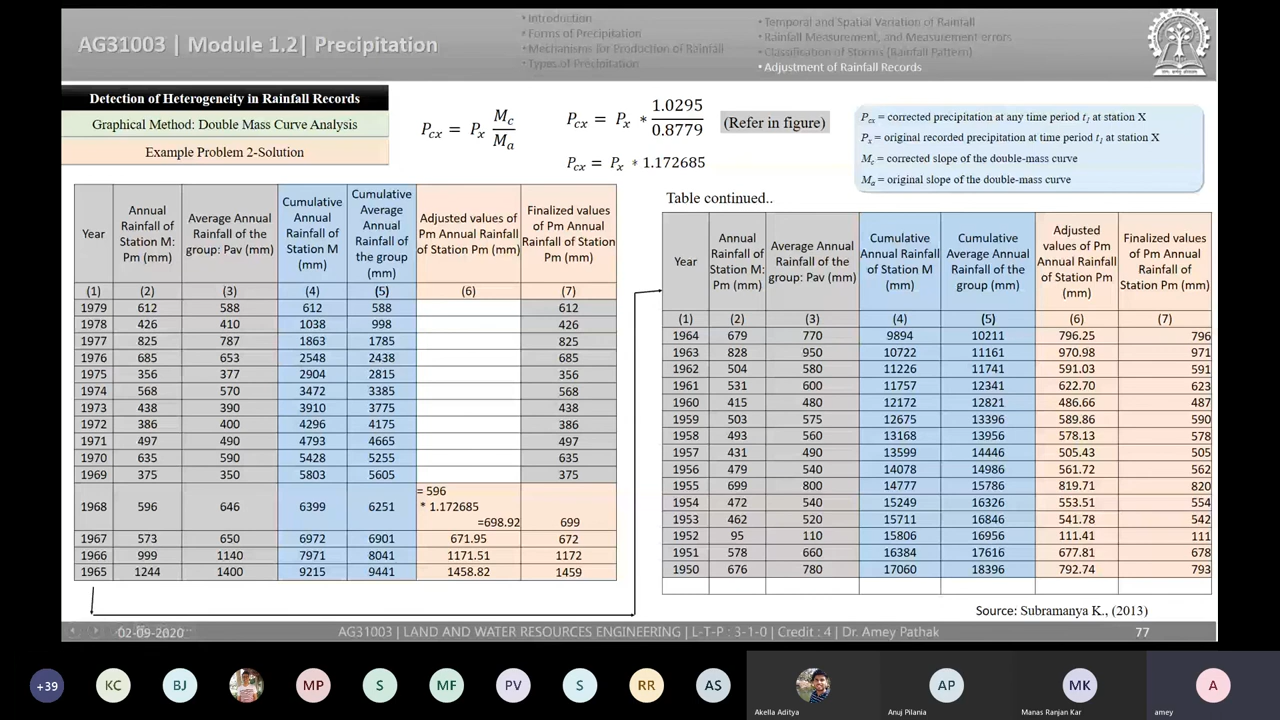 AG31003 | Module 1.2| Precipitation
•Introduction
•Forms of Precipitation
•Mechanisms for Production of Rainfall
•Types of Precipitation
•Temporal and Spatial Variation of Rainfall
•Rainfall Measurement, and Measurement errors
•Classification of Storms (Rainfall Pattern)
•Adjustment of Rainfall Records
Detection of Heterogeneity in Rainfall Records
Graphical Method: Double Mass Curve Analysis
Example Problem 2-Solution
P_cx = P_x M_c / M_a
P_cx = P_x * 1.0295 / 0.8779 (Refer in figure)
P_cx = P_x * 1.172685
P_cx = corrected precipitation at any time period t_1 at station X
P_x = original recorded precipitation at time period t_1 at station X
M_c = corrected slope of the double-mass curve
M_a = original slope of the double-mass curve
Year | Annual Rainfall of Station M: Pm (mm) | Average Annual Rainfall of the group: Pav (mm) | Cumulative Annual Rainfall of Station M (mm) | Cumulative Average Annual Rainfall of the group (mm) | Adjusted values of Pm Annual Rainfall of Station Pm (mm) | Finalized values of Pm Annual Rainfall of Station Pm (mm)
(1) (2) (3) (4) (5) (6) (7)
1979 612 588 612 588 612
1978 426 410 1038 998 426
1977 825 787 1863 1785 825
1976 685 653 2548 2438 685
1975 356 377 2904 2815 356
1974 568 570 3472 3385 568
1973 438 390 3910 3775 438
1972 386 400 4296 4175 386
1971 497 490 4793 4665 497
1970 635 590 5428 5255 635
1969 375 350 5803 5605 375
1968 596 646 6399 6251 = 596 * 1.172685 =698.92 699
1967 573 650 6972 6901 671.95 672
1966 999 1140 7971 8041 1171.51 1172
1965 1244 1400 9215 9441 1458.82 1459
Table continued..
Year | Annual Rainfall of Station M: Pm (mm) | Average Annual Rainfall of the group: Pav (mm) | Cumulative Annual Rainfall of Station M (mm) | Cumulative Average Annual Rainfall of the group (mm) | Adjusted values of Pm Annual Rainfall of Station Pm (mm) | Finalized values of Pm Annual Rainfall of Station Pm (mm)
(1) (2) (3) (4) (5) (6) (7)
1964 679 770 9894 10211 796.25 796
1963 828 950 10722 11161 970.98 971
1962 504 580 11226 11741 591.03 591
1961 531 600 11757 12341 622.70 623
1960 415 480 12172 12821 486.66 487
1959 503 575 12675 13396 589.86 590
1958 493 560 13168 13956 578.13 578
1957 431 490 13599 14446 505.43 505
1956 479 540 14078 14986 561.72 562
1955 699 800 14777 15786 819.71 820
1954 472 540 15249 16326 553.51 554
1953 462 520 15711 16846 541.78 542
1952 95 110 15806 16956 111.41 111
1951 578 660 16384 17616 677.81 678
1950 676 780 17060 18396 792.74 793
Source: Subramanya K., (2013)
02-09-2020
AG31003 | LAND AND WATER RESOURCES ENGINEERING | L-T-P : 3-1-0 | Credit : 4 | Dr. Amey Pathak
77
+39 KC BJ MP S MF PV S RR AS AP MK A
Akella Aditya
Anuj Pilania
Manas Ranjan Kar
amey